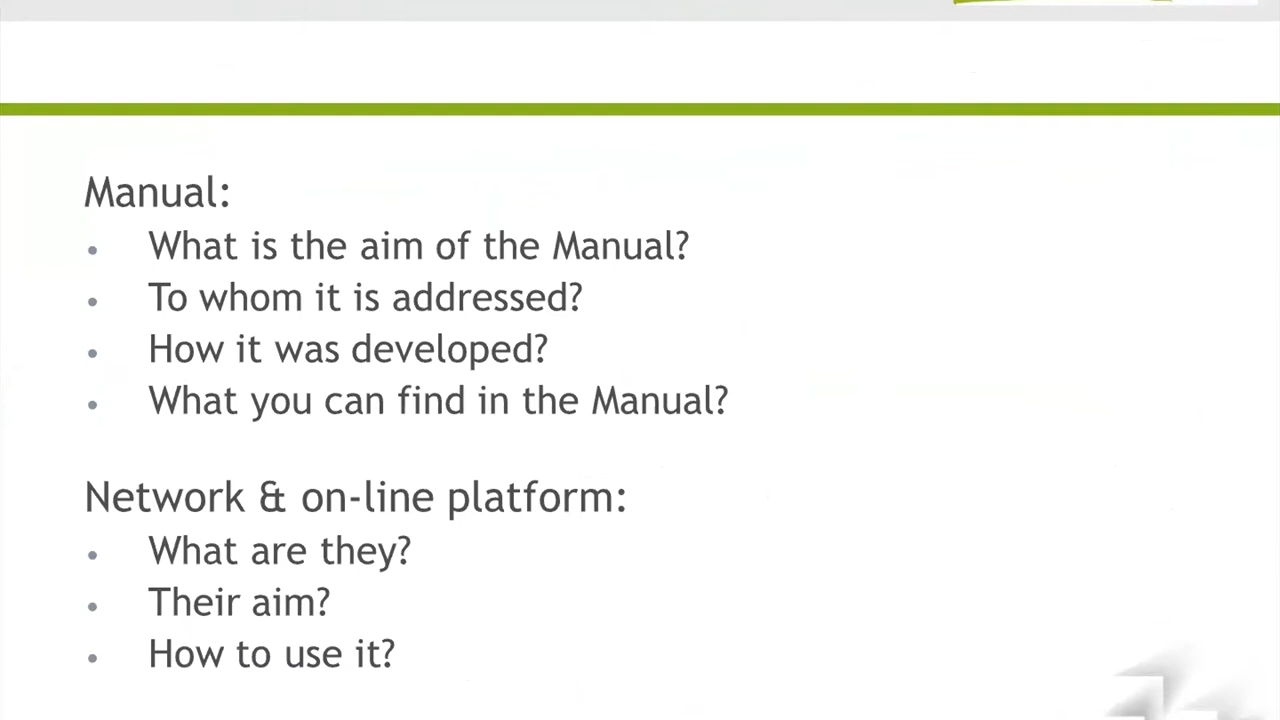 Manual:
• What is the aim of the Manual?
• To whom it is addressed?
• How it was developed?
• What you can find in the Manual?
Network & on-line platform:
• What are they?
• Their aim?
• How to use it?